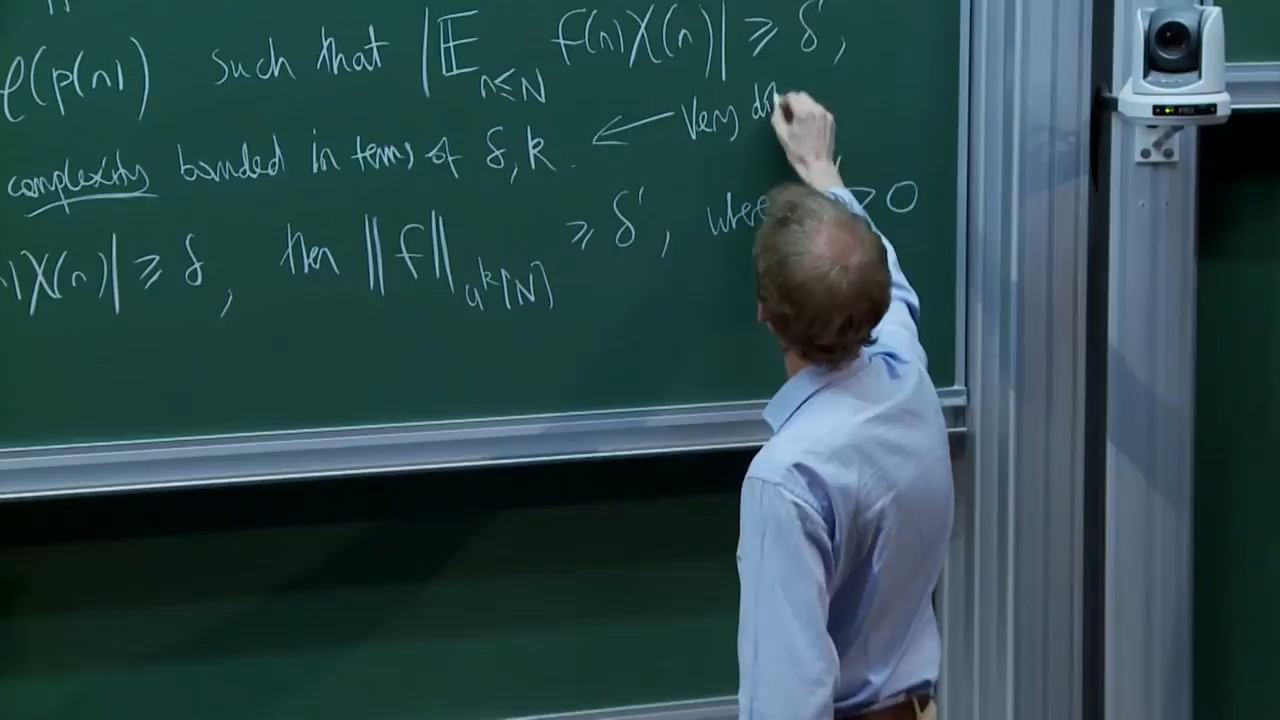 φ(p(n)) such that |𝔼_{n≤N} f(n)χ(n)| ≥ δ',
complexity bounded in terms of δ, k. ← Very
)χ(n)| ≥ δ, then ‖f‖_{U^k[N]} ≥ δ', where > 0